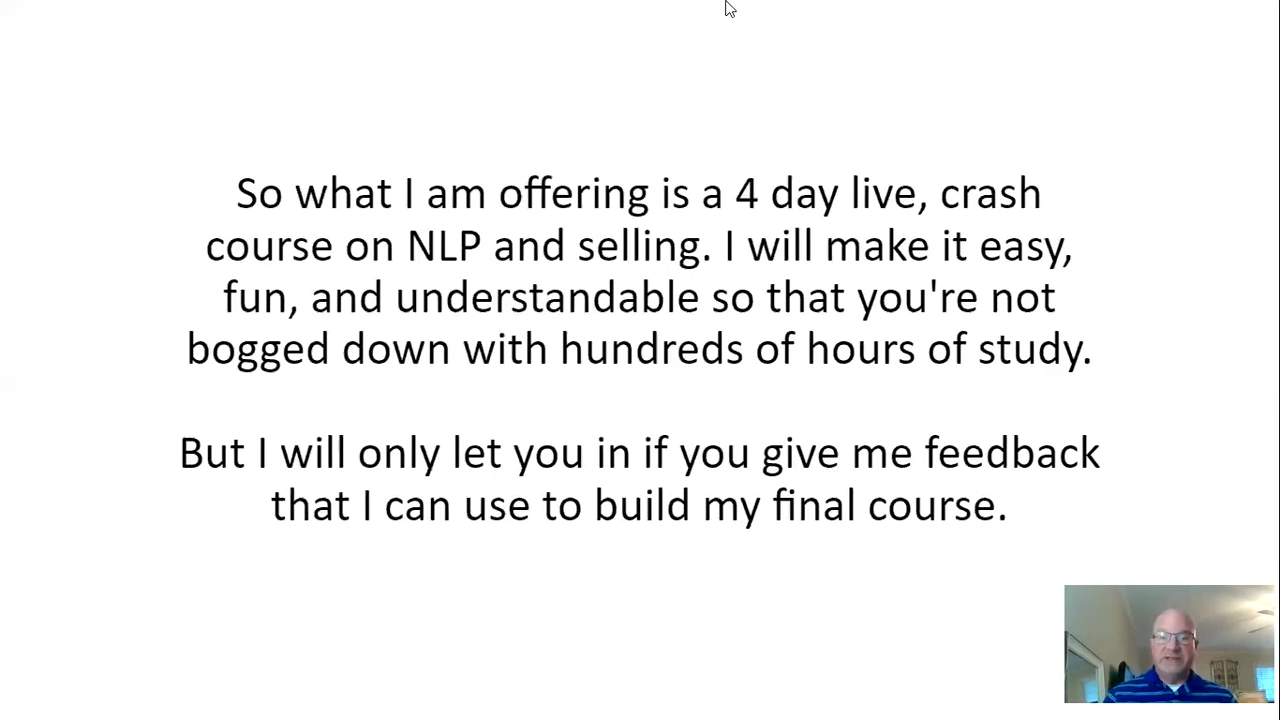 So what I am offering is a 4 day live, crash
course on NLP and selling. I will make it easy,
fun, and understandable so that you're not
bogged down with hundreds of hours of study.
But I will only let you in if you give me feedback
that I can use to build my final course.